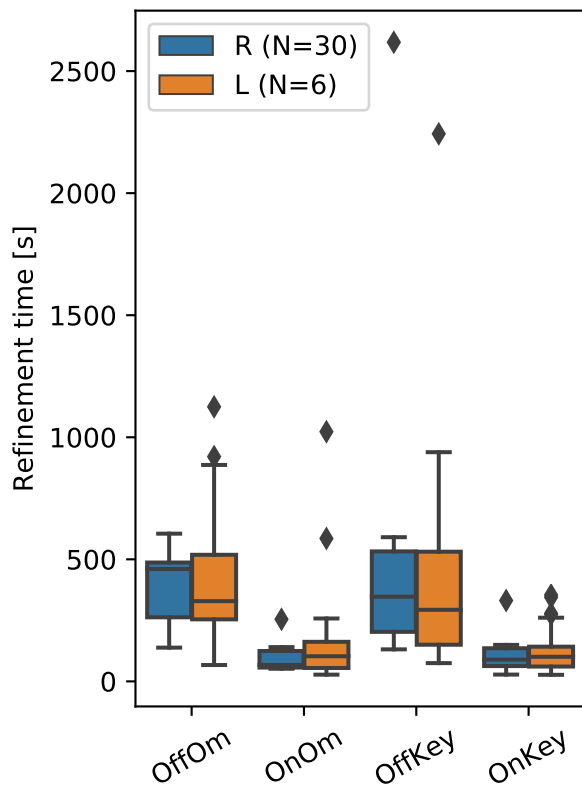 R (N=30)
L (N=6)
Refinement time [s]
2500
2000
1500
1000
500
0
OffOm
OnOm
OffKey
OnKey